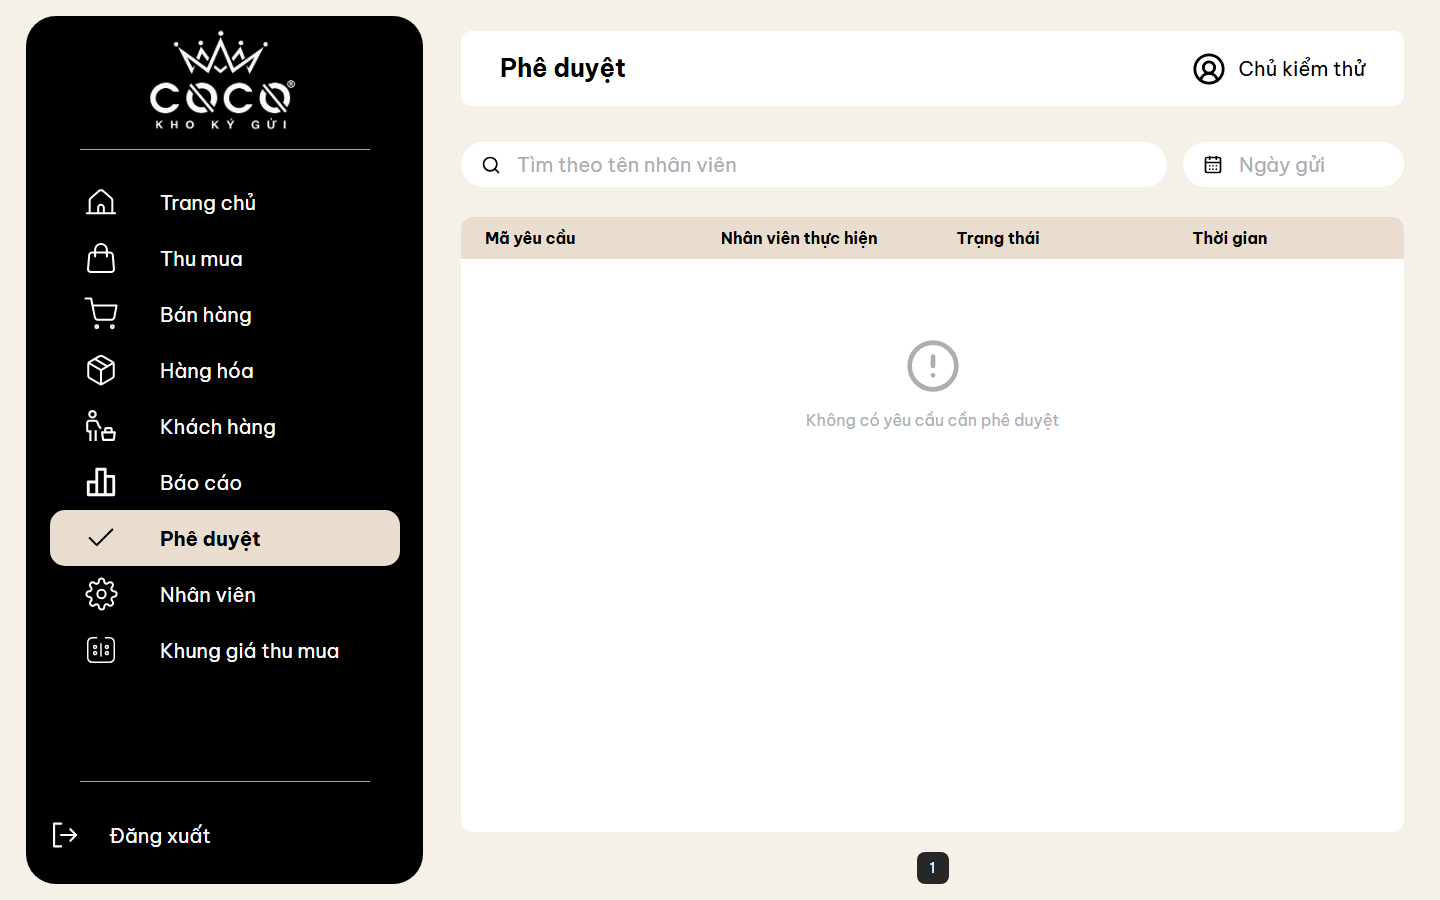 COCO®
KHO KÝ GỬI
Trang chủ
Thu mua
Bán hàng
Hàng hóa
Khách hàng
Báo cáo
Phê duyệt
Nhân viên
Khung giá thu mua
Đăng xuất
Phê duyệt
Chủ kiểm thử
Tìm theo tên nhân viên
Ngày gửi
Mã yêu cầu Nhân viên thực hiện Trạng thái Thời gian
Không có yêu cầu cần phê duyệt
1